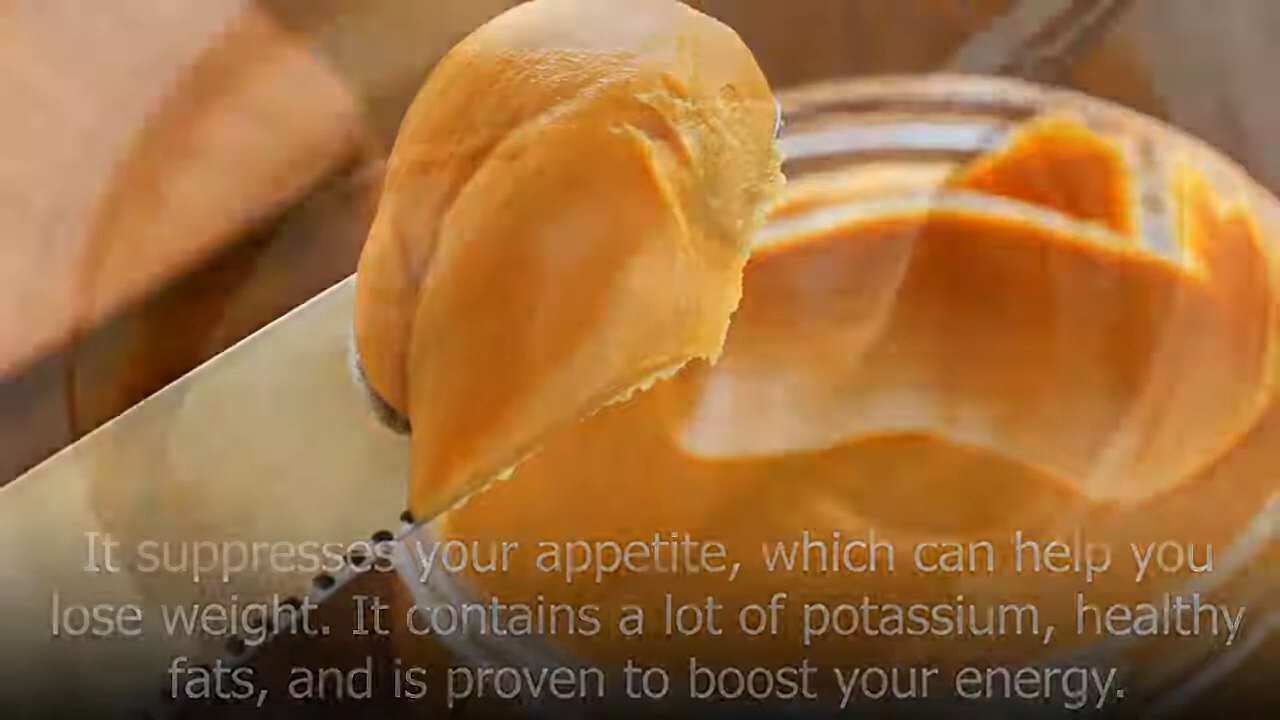 It suppresses your appetite, which can help you
lose weight. It contains a lot of potassium, healthy
fats, and is proven to boost your energy.